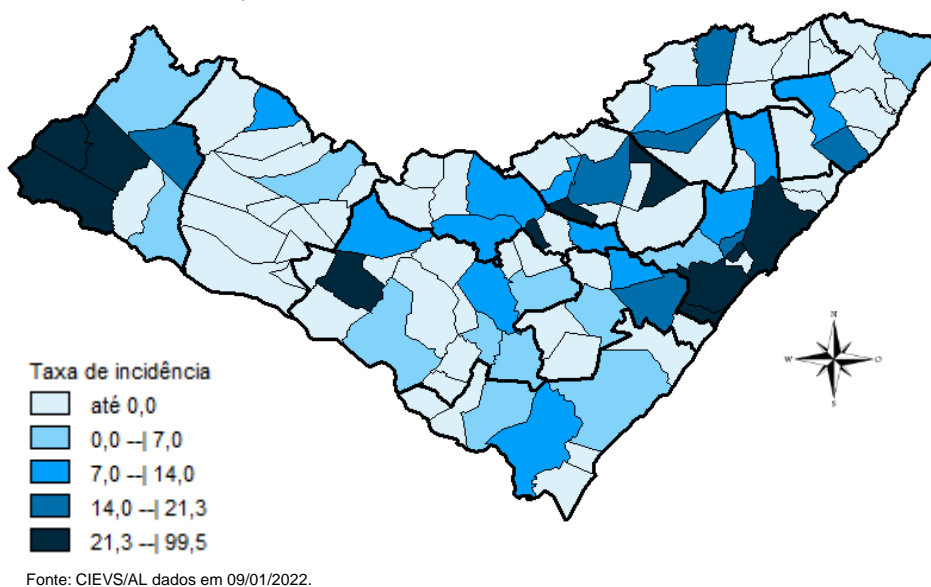 N
W
O
S
Taxa de incidência
até 0,0
0,0 --| 7,0
7,0 --| 14,0
14,0 --| 21,3
21,3 --| 99,5
Fonte: CIEVS/AL dados em 09/01/2022.